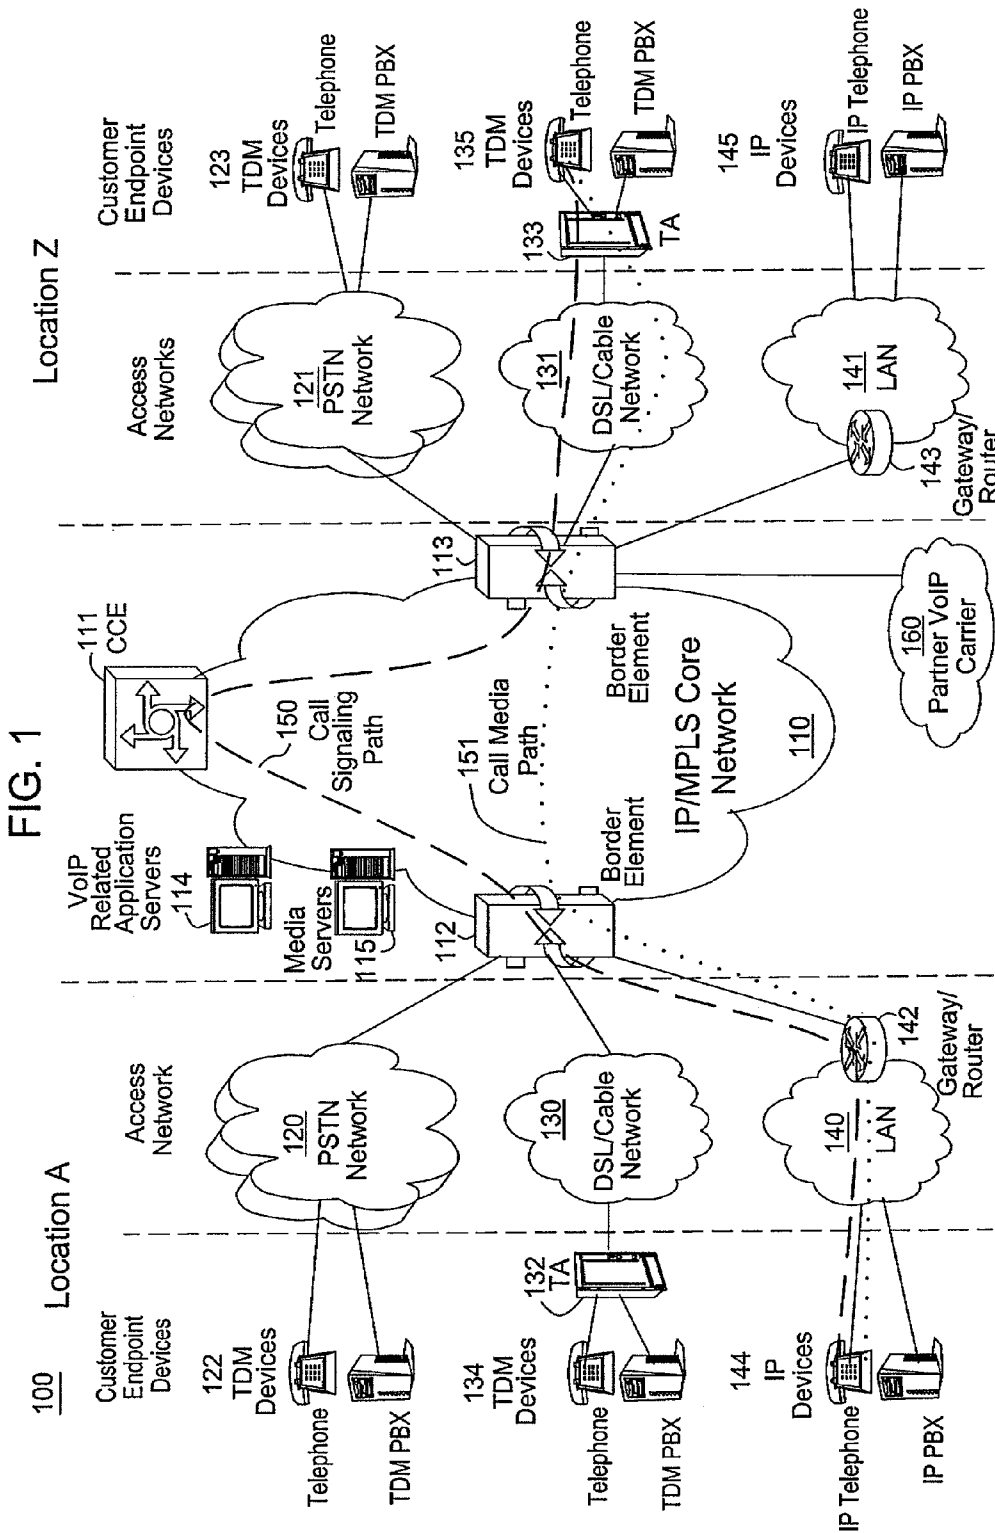 FIG. 1
100
Location A
Location Z
Customer
Endpoint
Devices
Access
Network
VoIP
Related
Application
Servers
114
111
CCE
Access
Networks
Customer
Endpoint
Devices
122
TDM
Devices
Telephone
TDM PBX
120
PSTN
Network
Media
Servers
115
150
Call
Signaling
Path
121
PSTN
Network
123
TDM
Devices
Telephone
TDM PBX
134
TDM
Devices
Telephone
TDM PBX
132
TA
130
DSL/Cable
Network
112
Border
Element
151
Call Media
Path
113
Border
Element
131
DSL/Cable
Network
133
TA
135
TDM
Devices
Telephone
TDM PBX
IP/MPLS Core
Network
110
144
IP
Devices
IP Telephone
IP PBX
140
LAN
142
Gateway/
Router
160
Partner VoIP
Carrier
143
Gateway/
Router
141
LAN
145
IP
Devices
IP Telephone
IP PBX